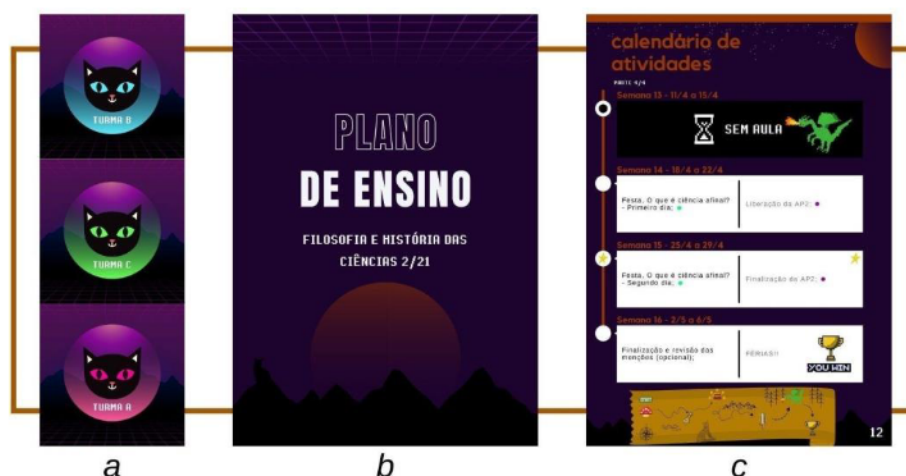 TURMA B
TURMA C
TURMA A
a
PLANO
DE ENSINO
FILOSOFIA E HISTÓRIA DAS
CIÊNCIAS 2/21
b
calendário de
atividades
PARTE 4/4
Semana 13 - 11/4 a 15/4
SEM AULA
Semana 14 - 18/4 a 22/4
Festa, O que é ciência afinal?
- Primeiro dia;
Liberação da AP2;
Semana 15 - 25/4 a 29/4
Festa, O que é ciência afinal?
- Segundo dia;
Finalização da AP2;
Semana 16 - 2/5 a 6/5
Finalização e revisão das
menções (opcional);
FÉRIAS!!
YOU WIN
12
c